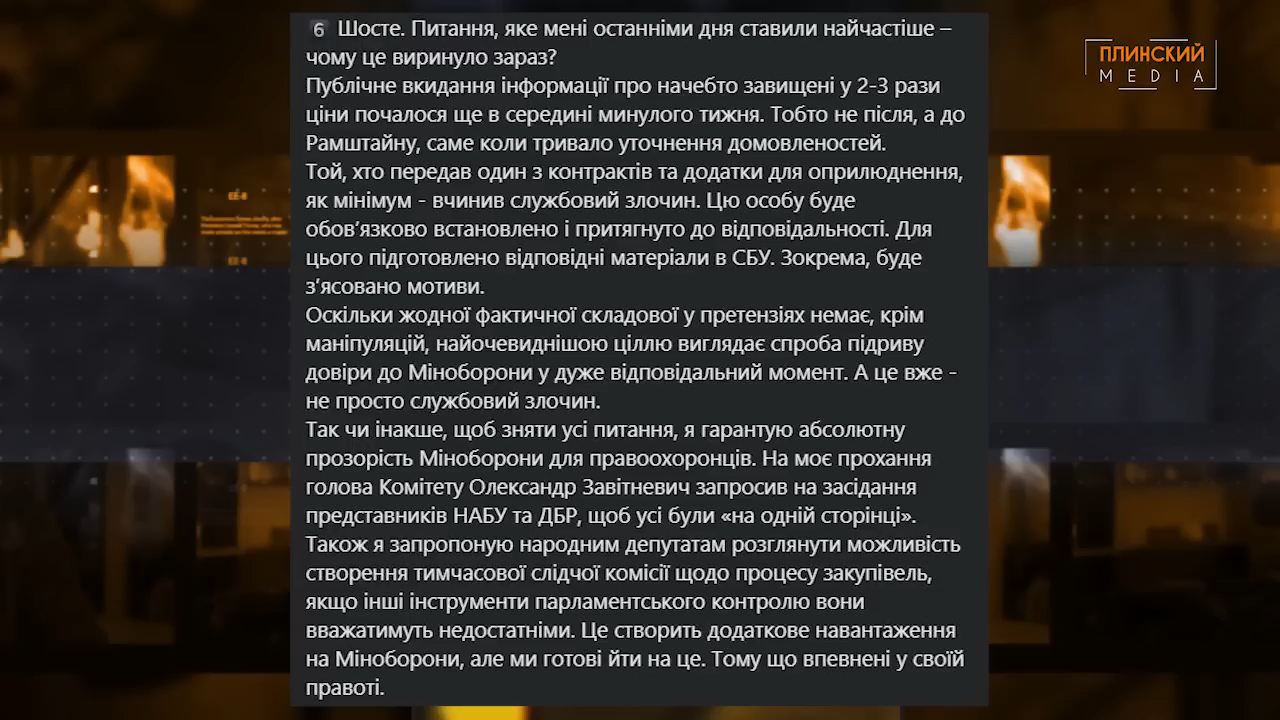 6 Шосте. Питання, яке мені останніми дня ставили найчастіше –
чому це виринуло зараз?
Публічне вкидання інформації про начебто завищені у 2-3 рази
ціни почалося ще в середині минулого тижня. Тобто не після, а до
Рамштайну, саме коли тривало уточнення домовленостей.
Той, хто передав один з контрактів та додатки для оприлюднення,
як мінімум - вчинив службовий злочин. Цю особу буде
обов’язково встановлено і притягнуто до відповідальності. Для
цього підготовлено відповідні матеріали в СБУ. Зокрема, буде
з’ясовано мотиви.
Оскільки жодної фактичної складової у претензіях немає, крім
маніпуляцій, найочевиднішою ціллю виглядає спроба підриву
довіри до Міноборони у дуже відповідальний момент. А це вже -
не просто службовий злочин.
Так чи інакше, щоб зняти усі питання, я гарантую абсолютну
прозорість Міноборони для правоохоронців. На моє прохання
голова Комітету Олександр Завітневич запросив на засідання
представників НАБУ та ДБР, щоб усі були «на одній сторінці».
Також я запропоную народним депутатам розглянути можливість
створення тимчасової слідчої комісії щодо процесу закупівель,
якщо інші інструменти парламентського контролю вони
вважатимуть недостатніми. Це створить додаткове навантаження
на Міноборони, але ми готові йти на це. Тому що впевнені у своїй
правоті.
ПЛИНСКИЙ
MEDIA